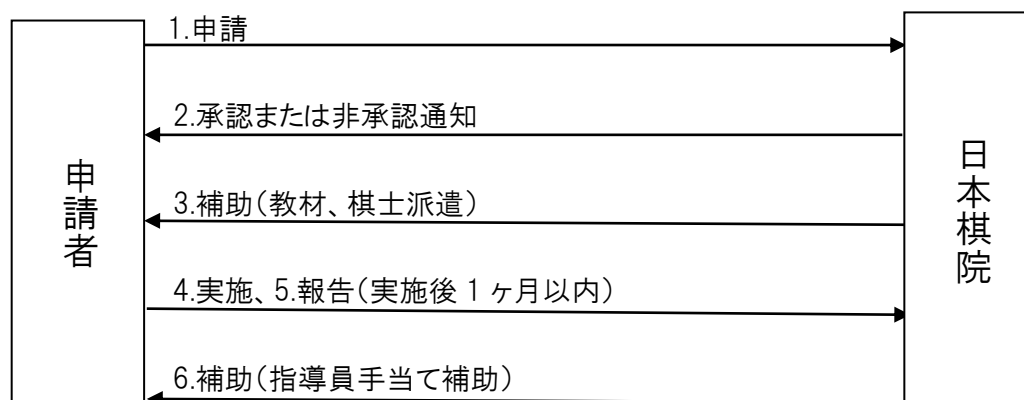 1.申請
2.承認または非承認通知
3.補助(教材、棋士派遣)
4.実施、5.報告(実施後 1 ヶ月以内)
6.補助(指導員手当て補助)
申請者
日本棋院